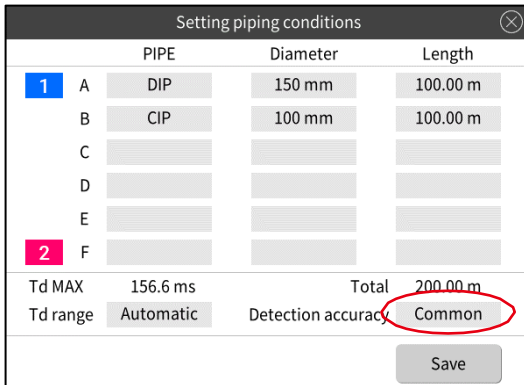 Setting piping conditions
PIPE Diameter Length
1 A DIP 150 mm 100.00 m
B CIP 100 mm 100.00 m
C
D
E
2 F
Td MAX 156.6 ms Total 200.00 m
Td range Automatic Detection accuracy Common
Save